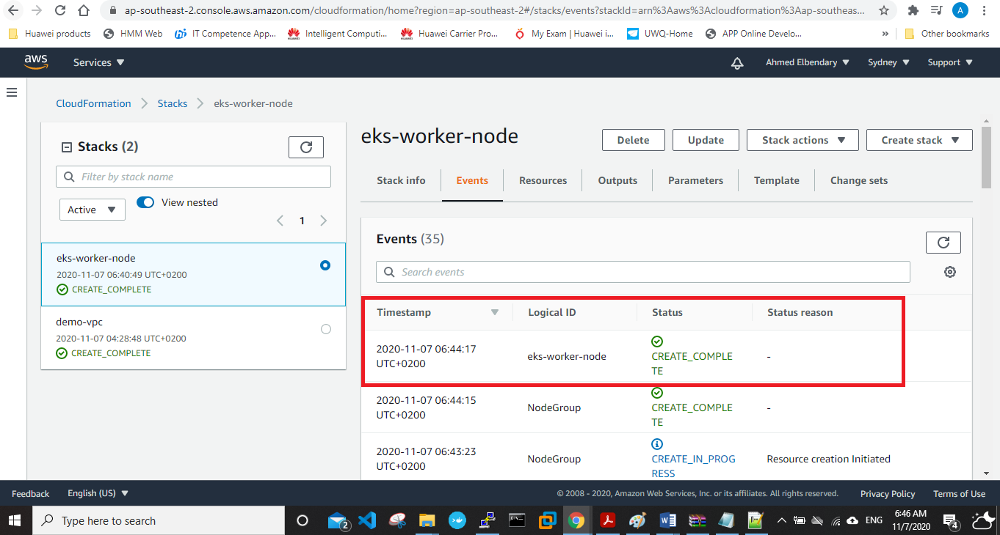 ap-southeast-2.console.aws.amazon.com/cloudformation/home?region=ap-southeast-2#/stacks/events?stackId=arn%3Aaws%3Acloudformation%3Aap-southeas...
A
Huawei products
HMM Web
IT Competence App...
Intelligent Computi...
Huawei Carrier Pro...
My Exam | Huawei i...
UWQ-Home
APP Online Develo...
»
Other bookmarks
aws
Services
Ahmed Elbendary
Sydney
Support
CloudFormation
Stacks
eks-worker-node
Stacks (2)
Filter by stack name
Active
View nested
1
eks-worker-node
2020-11-07 06:40:49 UTC+0200
CREATE_COMPLETE
demo-vpc
2020-11-07 04:28:48 UTC+0200
CREATE_COMPLETE
eks-worker-node
Delete
Update
Stack actions
Create stack
Stack info
Events
Resources
Outputs
Parameters
Template
Change sets
Events (35)
Search events
Timestamp
Logical ID
Status
Status reason
2020-11-07 06:44:17
UTC+0200
eks-worker-node
CREATE_COMPLE
TE
-
2020-11-07 06:44:15
UTC+0200
NodeGroup
CREATE_COMPLE
TE
-
2020-11-07 06:43:23
UTC+0200
NodeGroup
CREATE_IN_PROG
RESS
Resource creation Initiated
Feedback
English (US)
© 2008 - 2020, Amazon Web Services, Inc. or its affiliates. All rights reserved.
Privacy Policy
Terms of Use
Type here to search
2
ENG
6:46 AM
11/7/2020
4